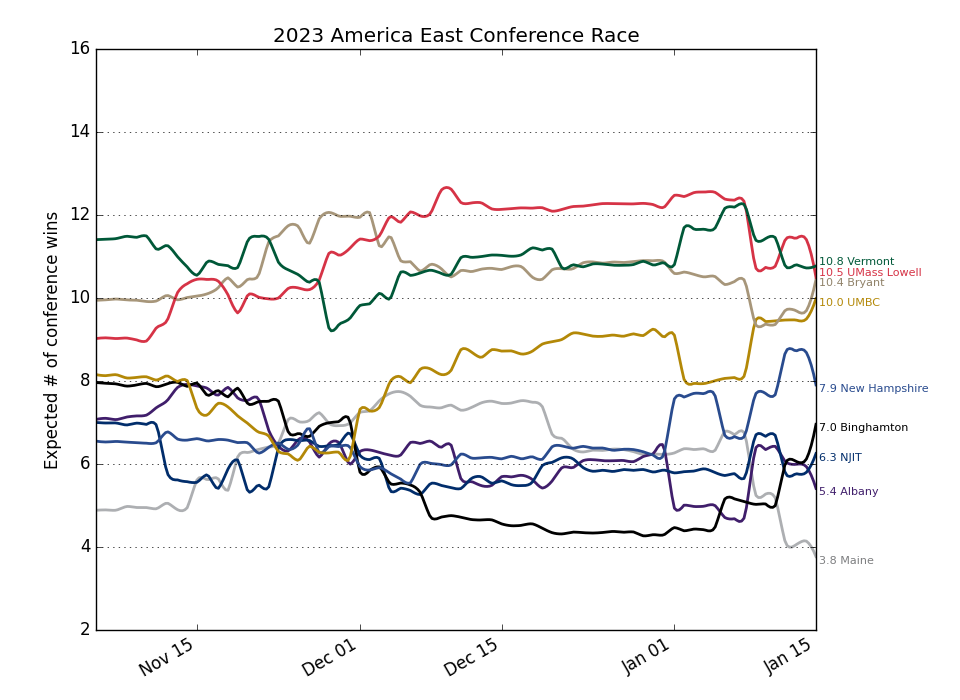 2023 America East Conference Race
Expected # of conference wins
16
14
12
10
8
6
4
2
Nov 15
Dec 01
Dec 15
Jan 01
Jan 15
10.8 Vermont
10.5 UMass Lowell
10.4 Bryant
10.0 UMBC
7.9 New Hampshire
7.0 Binghamton
6.3 NJIT
5.4 Albany
3.8 Maine